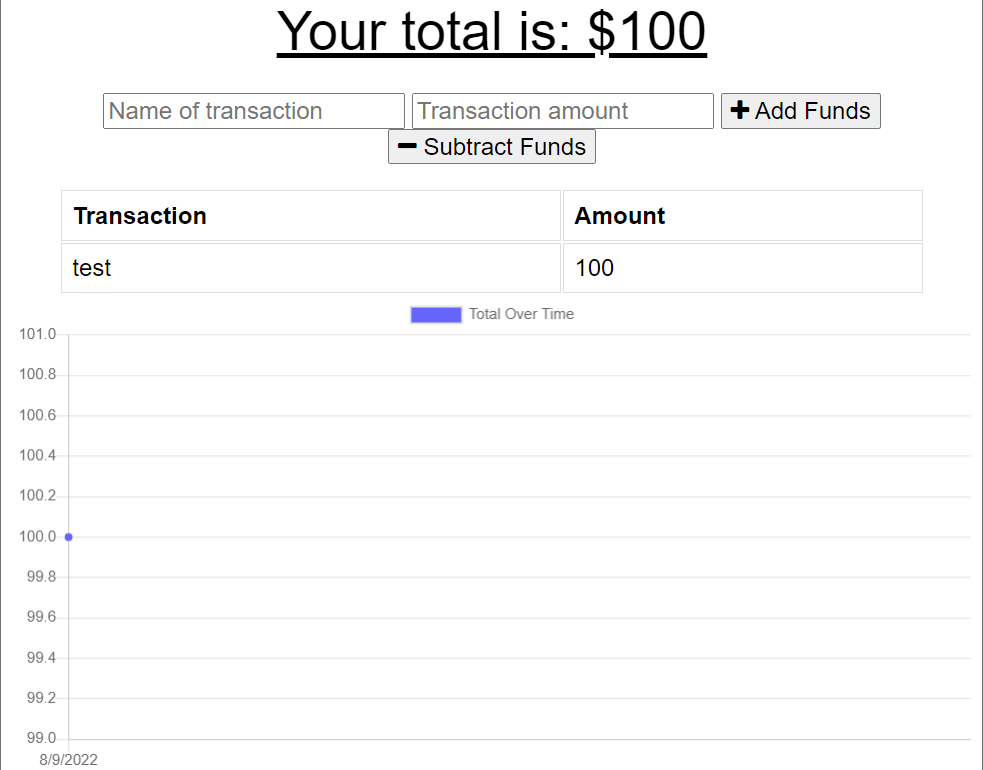 Your total is: $100
Name of transaction Transaction amount + Add Funds
− Subtract Funds
Transaction Amount
test 100
Total Over Time
101.0
100.8
100.6
100.4
100.2
100.0
99.8
99.6
99.4
99.2
99.0
8/9/2022